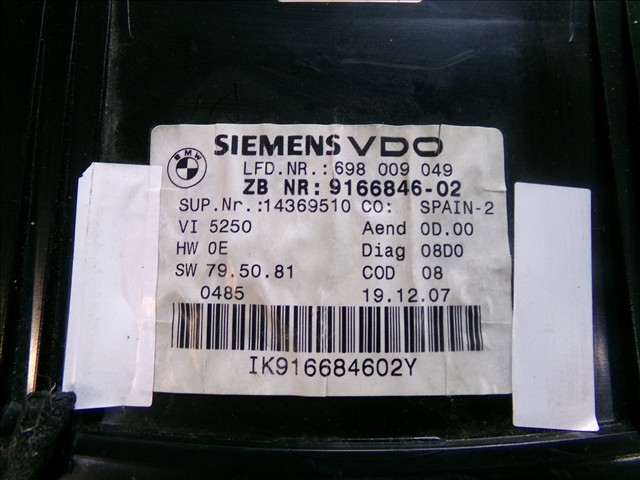 BMW
SIEMENS VDO
LFD.NR.:698 009 049
ZB NR: 9166846-02
SUP.Nr.:14369510 CO: SPAIN-2
VI 5250 Aend 0D.00
HW 0E Diag 08D0
SW 79.50.81 COD 08
0485 19.12.07
IK916684602Y